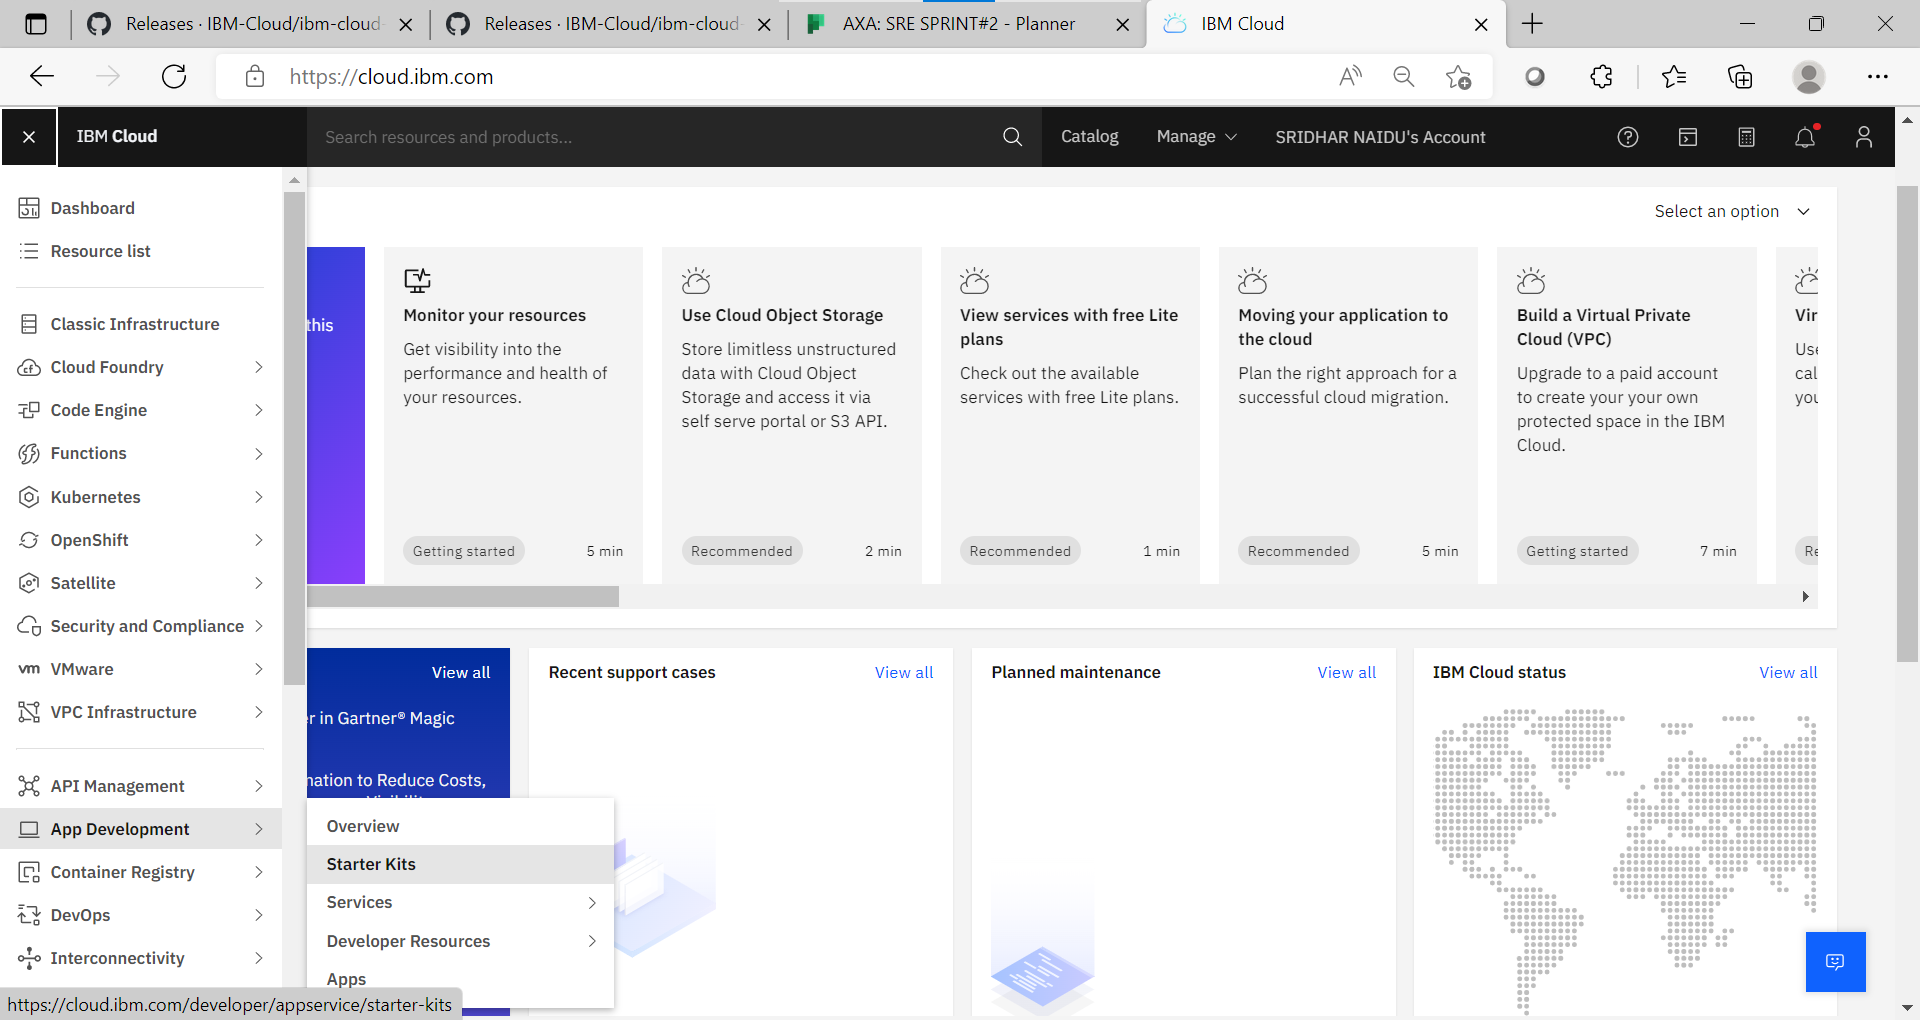 Releases · IBM-Cloud/ibm-cloud-
Releases · IBM-Cloud/ibm-cloud-
AXA: SRE SPRINT#2 - Planner
IBM Cloud
https://cloud.ibm.com
IBM Cloud
Search resources and products...
Catalog
Manage
SRIDHAR NAIDU's Account
Dashboard
Resource list
Classic Infrastructure
Cloud Foundry
Code Engine
Functions
Kubernetes
OpenShift
Satellite
Security and Compliance
vm VMware
VPC Infrastructure
API Management
App Development
Container Registry
DevOps
Interconnectivity
Select an option
this
Monitor your resources
Get visibility into the
performance and health of
your resources.
Getting started
5 min
Use Cloud Object Storage
Store limitless unstructured
data with Cloud Object
Storage and access it via
self serve portal or S3 API.
Recommended
2 min
View services with free Lite
plans
Check out the available
services with free Lite plans.
Recommended
1 min
Moving your application to
the cloud
Plan the right approach for a
successful cloud migration.
Recommended
5 min
Build a Virtual Private
Cloud (VPC)
Upgrade to a paid account
to create your your own
protected space in the IBM
Cloud.
Getting started
7 min
Vir
Use
cal
you
Re
View all
r in Gartner® Magic
nation to Reduce Costs,
Recent support cases
View all
Planned maintenance
View all
IBM Cloud status
View all
Overview
Starter Kits
Services
Developer Resources
Apps
https://cloud.ibm.com/developer/appservice/starter-kits